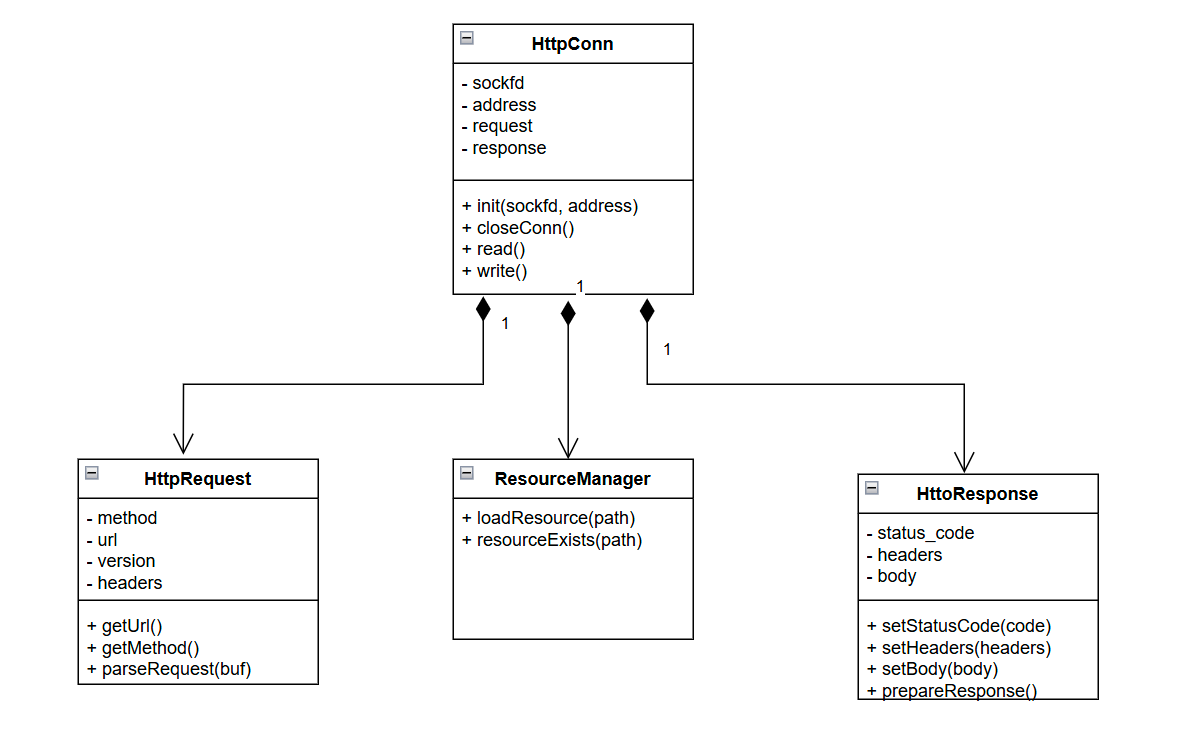 HttpConn
- sockfd
- address
- request
- response
+ init(sockfd, address)
+ closeConn()
+ read()
+ write()
1
1
1
HttpRequest
- method
- url
- version
- headers
+ getUrl()
+ getMethod()
+ parseRequest(buf)
ResourceManager
+ loadResource(path)
+ resourceExists(path)
HttoResponse
- status_code
- headers
- body
+ setStatusCode(code)
+ setHeaders(headers)
+ setBody(body)
+ prepareResponse()